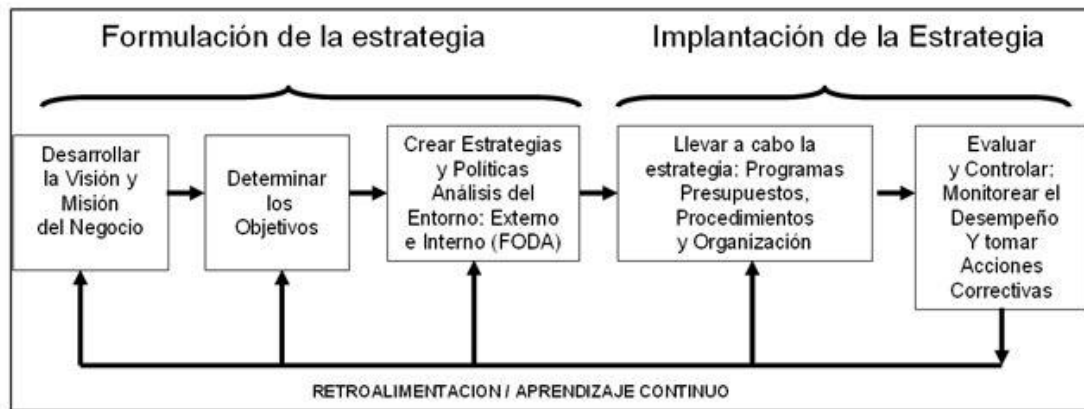 Formulación de la estrategia
Implantación de la Estrategia
Desarrollar
la Visión y
Misión
del Negocio
Determinar
los
Objetivos
Crear Estrategias
y Políticas
Análisis del
Entorno: Externo
e Interno (FODA)
Llevar a cabo la
estrategia: Programas
Presupuestos,
Procedimientos
y Organización
Evaluar
y Controlar:
Monitorear el
Desempeño
Y tomar
Acciones
Correctivas
RETROALIMENTACION / APRENDIZAJE CONTINUO